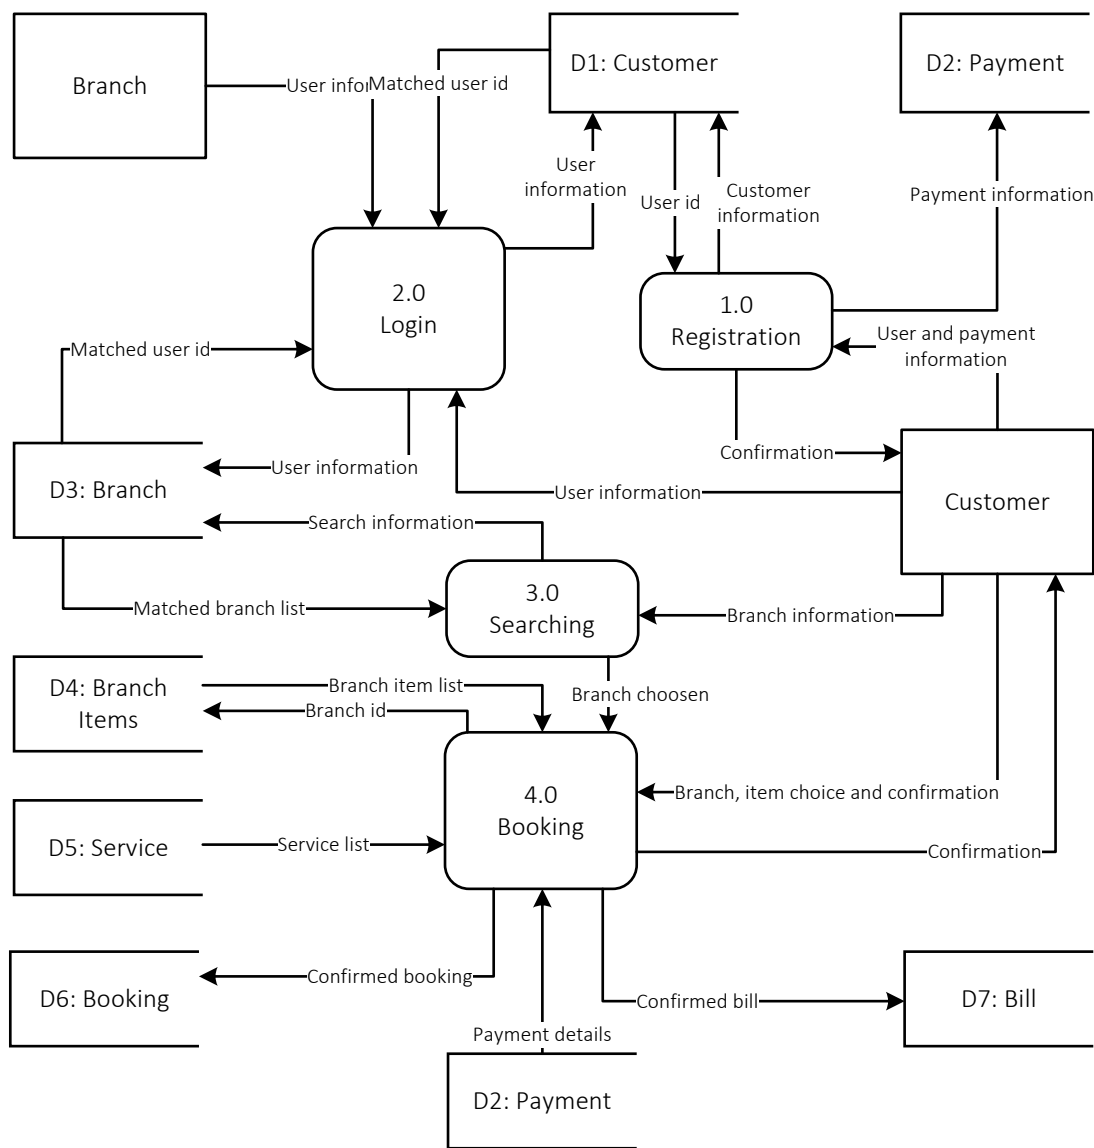 D1: Customer
D2: Payment
Branch
User infor
Matched user id
User
information
User id
Customer
information
Payment information
2.0
Login
1.0
Registration
User and payment
information
Matched user id
Confirmation
User information
D3: Branch
User information
Customer
Search information
3.0
Searching
Matched branch list
Branch information
D4: Branch
Items
Branch item list
Branch id
Branch choosen
4.0
Booking
Branch, item choice and confirmation
D5: Service
Service list
Confirmation
Confirmed booking
D6: Booking
Confirmed bill
D7: Bill
Payment details
D2: Payment